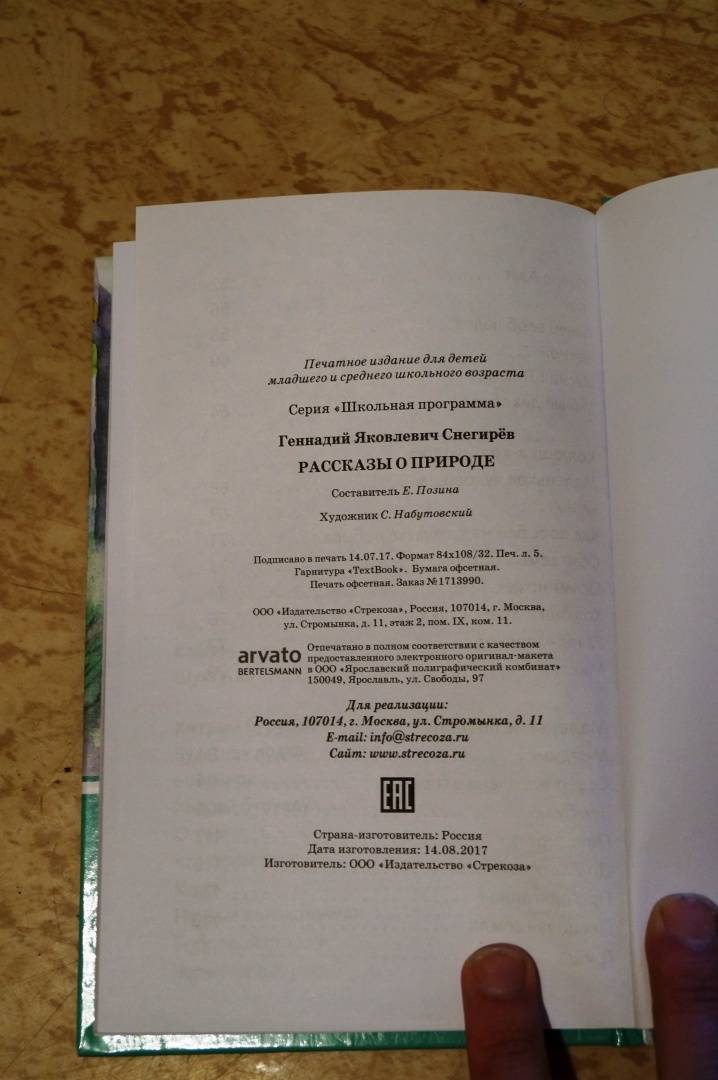 Печатное издание для детей
младшего и среднего школьного возраста
Серия «Школьная программа»
Геннадий Яковлевич Снегирёв
РАССКАЗЫ О ПРИРОДЕ
Составитель Е. Позина
Художник С. Набутовский
Подписано в печать 14.07.17. Формат 84х108/32. Печ. л. 5.
Гарнитура «TextBook». Бумага офсетная.
Печать офсетная. Заказ № 1713990.
ООО «Издательство «Стрекоза», Россия, 107014, г. Москва,
ул. Стромынка, д. 11, этаж 2, пом. IX, ком. 11.
arvato
BERTELSMANN
Отпечатано в полном соответствии с качеством
предоставленного электронного оригинал-макета
в ООО «Ярославский полиграфический комбинат»
150049, Ярославль, ул. Свободы, 97
Для реализации:
Россия, 107014, г. Москва, ул. Стромынка, д. 11
E-mail: info@strecoza.ru
Сайт: www.strecoza.ru
EAC
Страна-изготовитель: Россия
Дата изготовления: 14.08.2017
Изготовитель: ООО «Издательство «Стрекоза»